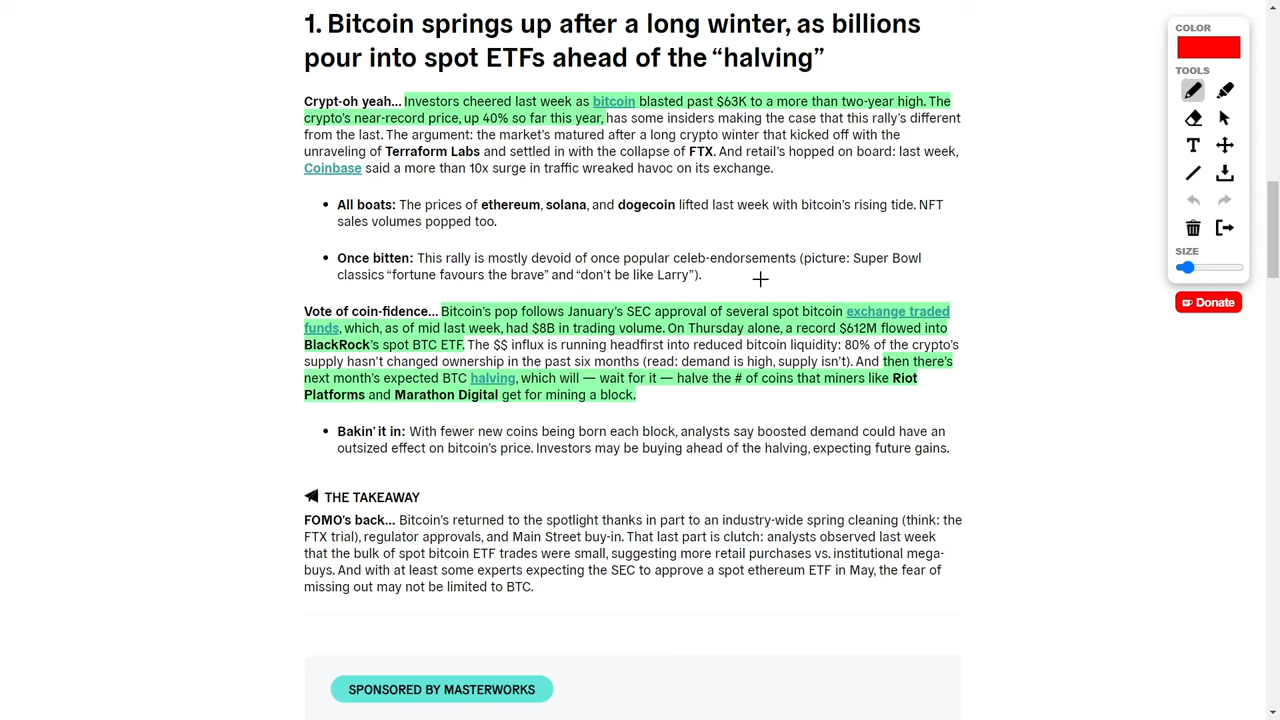 1. Bitcoin springs up after a long winter, as billions
pour into spot ETFs ahead of the “halving”
Crypt-oh yeah... Investors cheered last week as bitcoin blasted past $63K to a more than two-year high. The
crypto’s near-record price, up 40% so far this year, has some insiders making the case that this rally’s different
from the last. The argument: the market’s matured after a long crypto winter that kicked off with the
unraveling of Terraform Labs and settled in with the collapse of FTX. And retail’s hopped on board: last week,
Coinbase said a more than 10x surge in traffic wreaked havoc on its exchange.
• All boats: The prices of ethereum, solana, and dogecoin lifted last week with bitcoin’s rising tide. NFT
sales volumes popped too.
• Once bitten: This rally is mostly devoid of once popular celeb-endorsements (picture: Super Bowl
classics “fortune favours the brave” and “don’t be like Larry”).
Vote of coin-fidence... Bitcoin’s pop follows January’s SEC approval of several spot bitcoin exchange traded
funds, which, as of mid last week, had $8B in trading volume. On Thursday alone, a record $612M flowed into
BlackRock’s spot BTC ETF. The $$ influx is running headfirst into reduced bitcoin liquidity: 80% of the crypto’s
supply hasn’t changed ownership in the past six months (read: demand is high, supply isn’t). And then there’s
next month’s expected BTC halving, which will — wait for it — halve the # of coins that miners like Riot
Platforms and Marathon Digital get for mining a block.
• Bakin’ it in: With fewer new coins being born each block, analysts say boosted demand could have an
outsized effect on bitcoin’s price. Investors may be buying ahead of the halving, expecting future gains.
THE TAKEAWAY
FOMO’s back... Bitcoin’s returned to the spotlight thanks in part to an industry-wide spring cleaning (think: the
FTX trial), regulator approvals, and Main Street buy-in. That last part is clutch: analysts observed last week
that the bulk of spot bitcoin ETF trades were small, suggesting more retail purchases vs. institutional mega-
buys. And with at least some experts expecting the SEC to approve a spot ethereum ETF in May, the fear of
missing out may not be limited to BTC.
SPONSORED BY MASTERWORKS
COLOR
TOOLS
T
SIZE
Donate